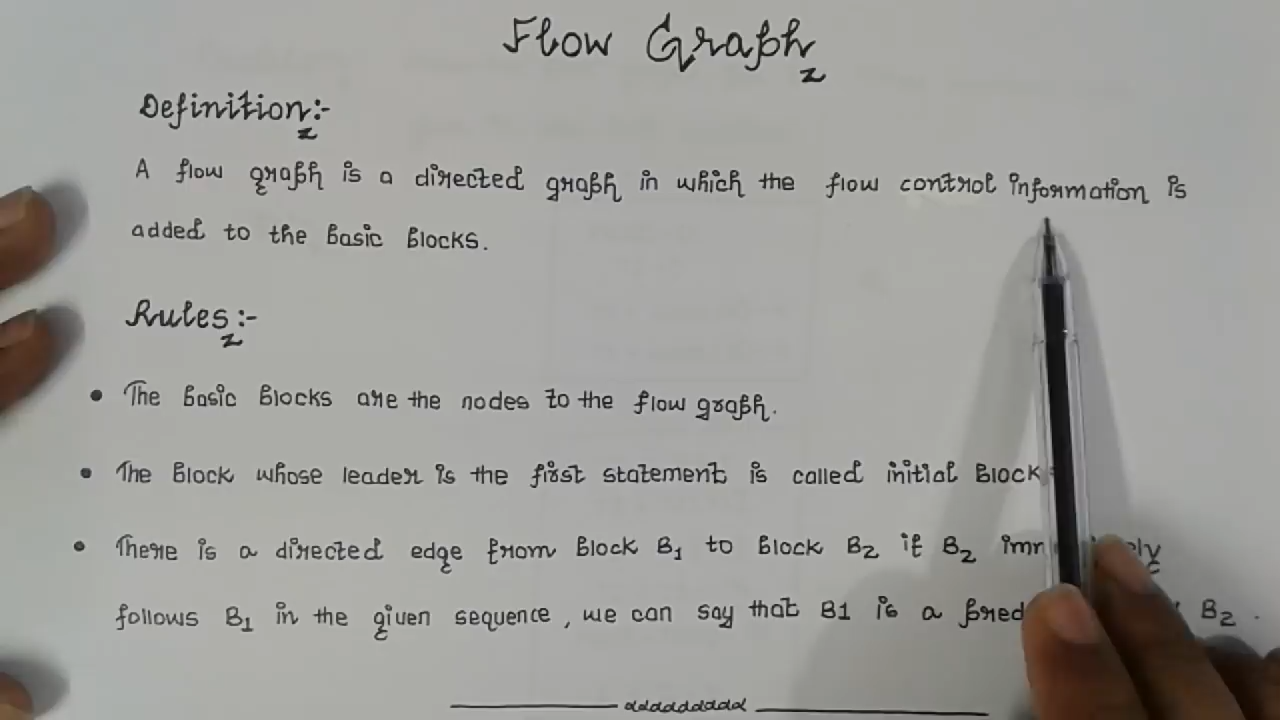 Flow Graph
Definition:-
A flow graph is a directed graph in which the flow control information is
added to the Basic Blocks.
Rules:-
• The Basic Blocks are the nodes to the flow graph.
• The Block whose leader is the first statement is called initial Block
• There is a directed edge from Block B1 to Block B2 if B2
follows B1 in the given sequence, we can say that B1 is a B2.